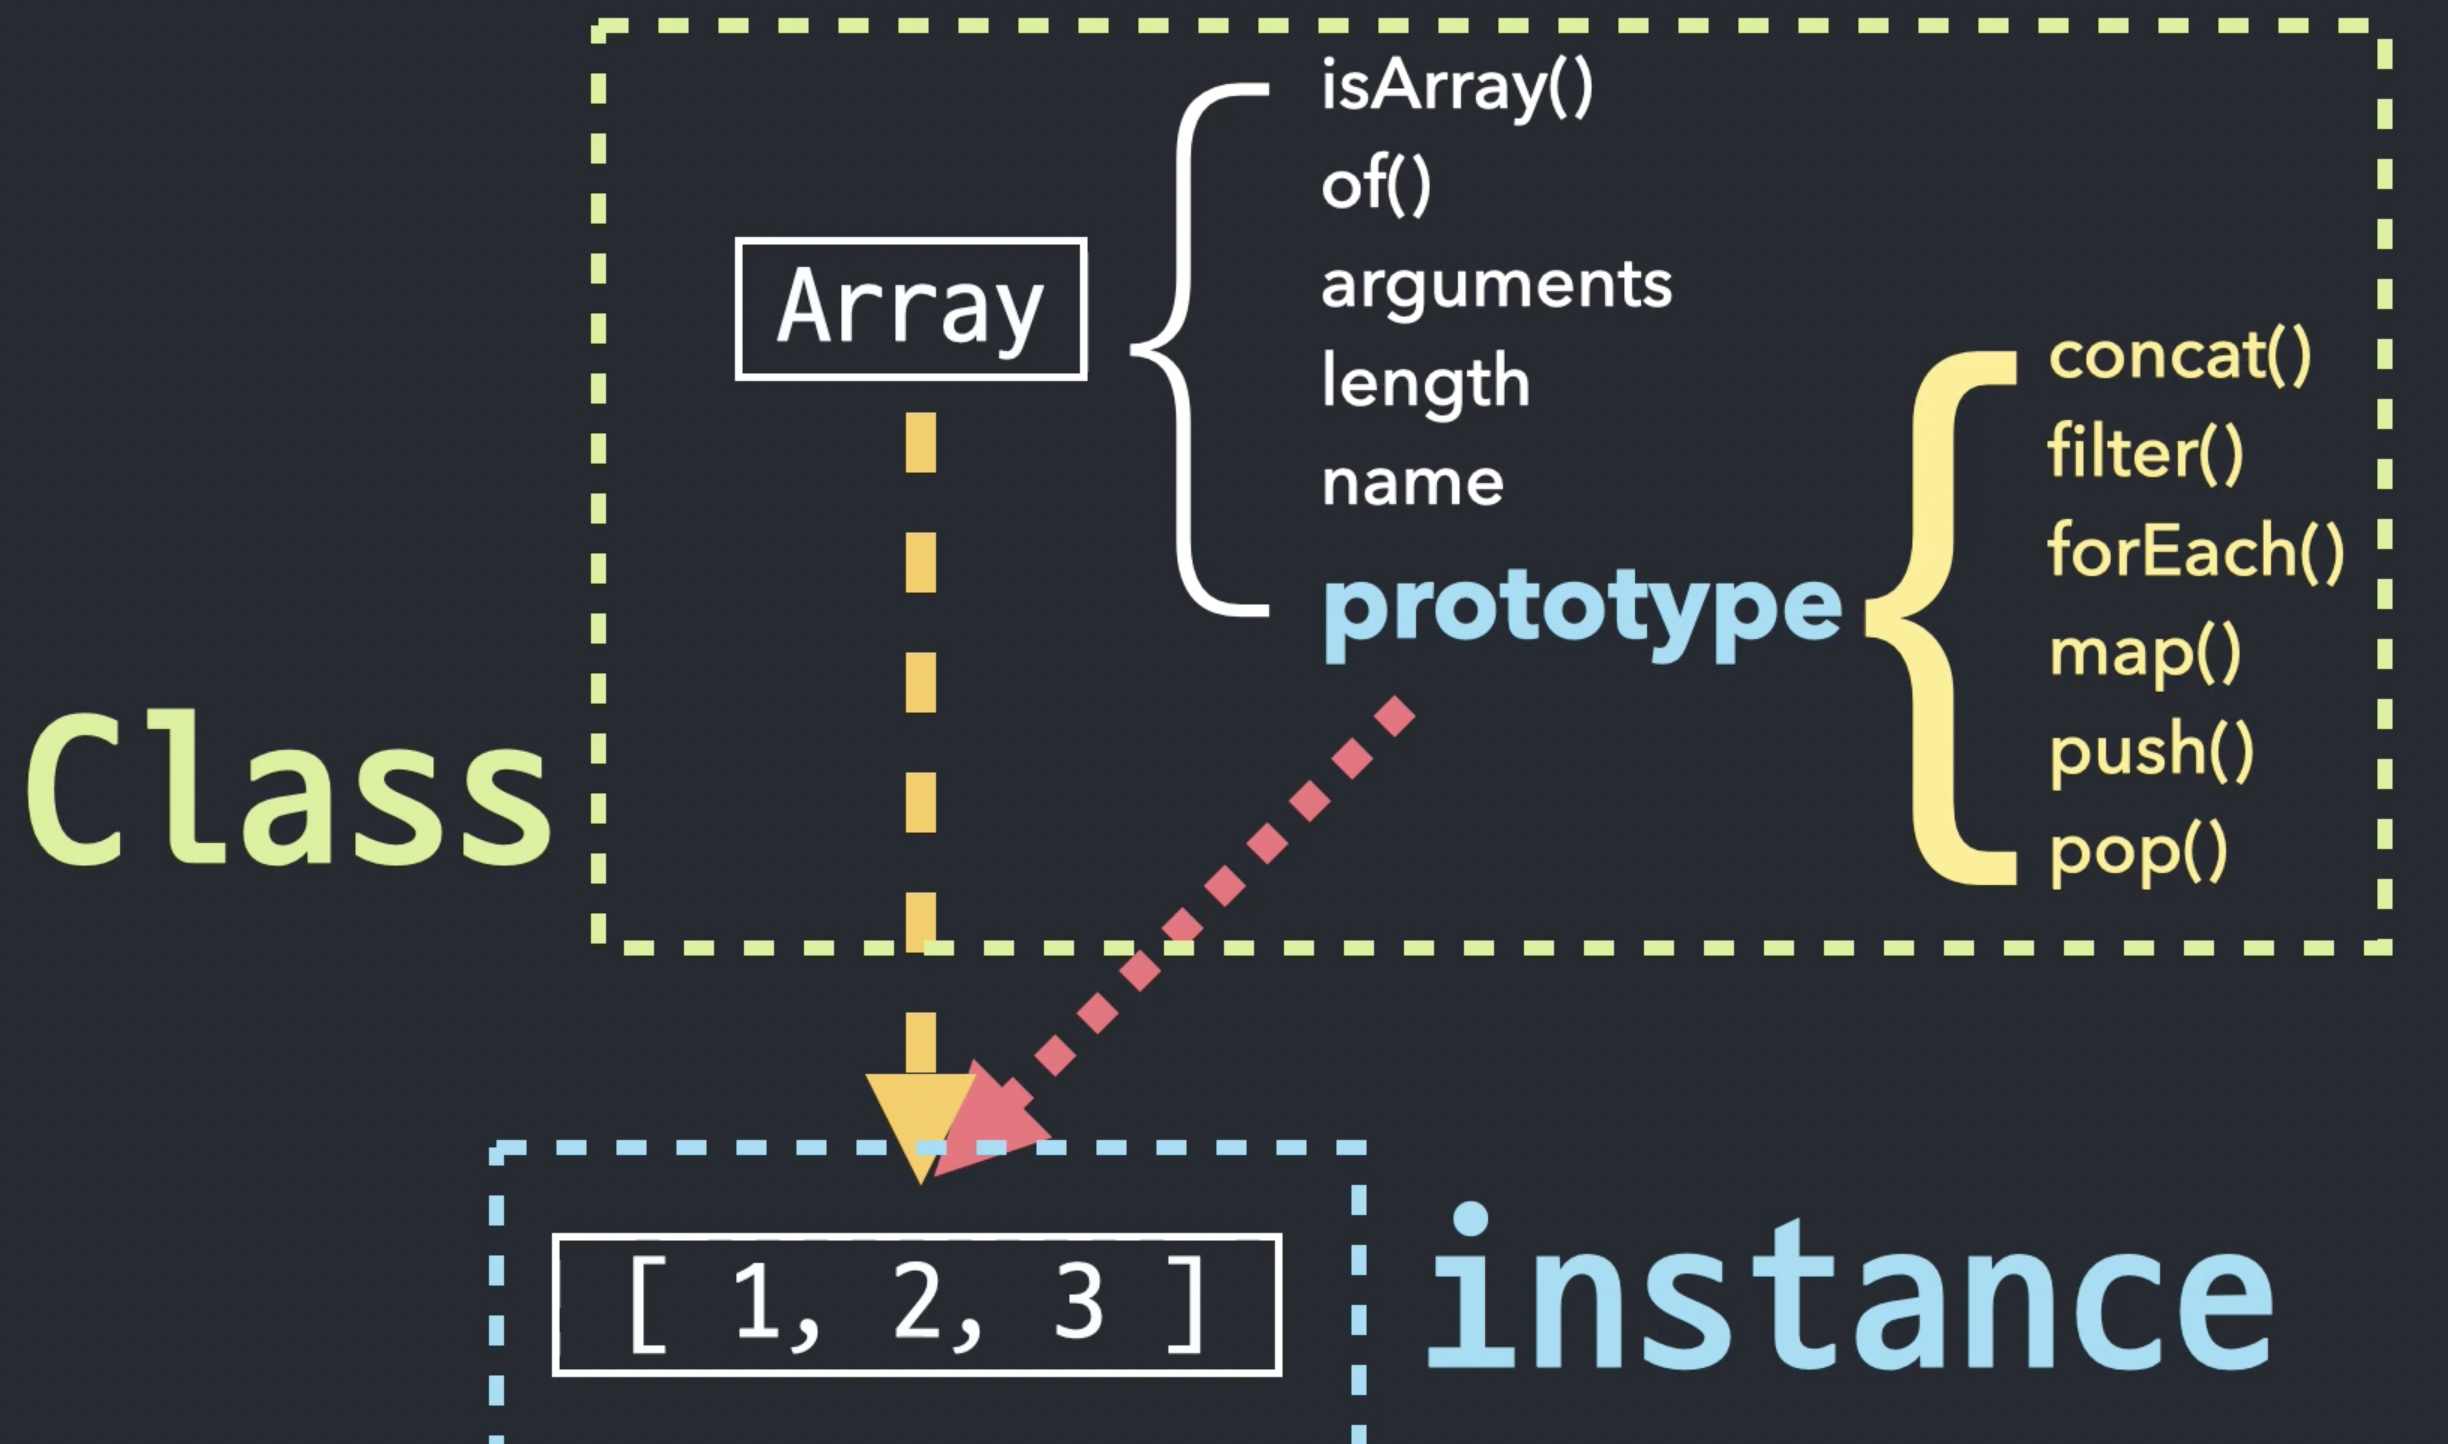 isArray()
of()
Array
arguments
length
name
prototype
concat()
filter()
forEach()
map()
push()
pop()
Class
[ 1, 2, 3 ]
instance